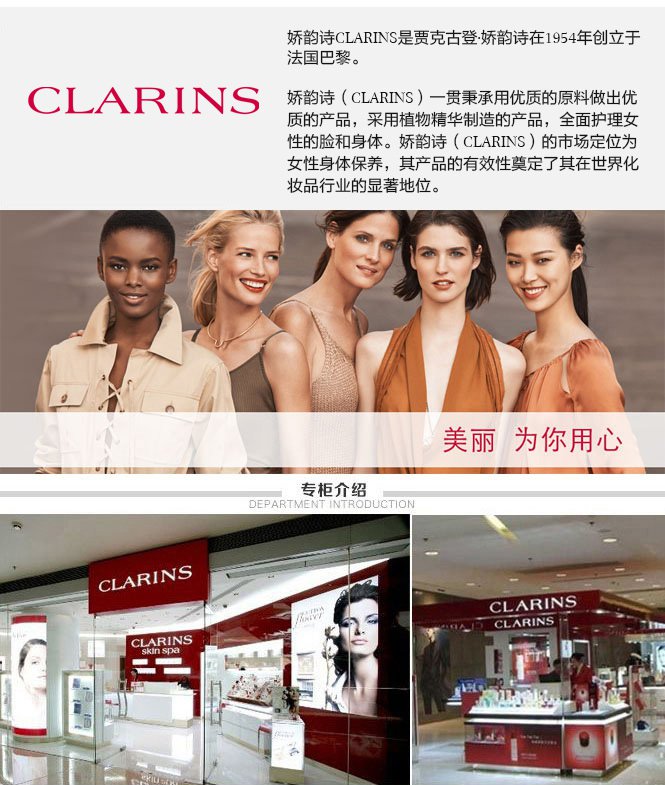 CLARINS
娇韵诗CLARINS是贾克古登·娇韵诗在1954年创立于
法国巴黎。
娇韵诗（CLARINS）一贯秉承用优质的原料做出优
质的产品，采用植物精华制造的产品，全面护理女
性的脸和身体。娇韵诗（CLARINS）的市场定位为
女性身体保养，其产品的有效性奠定了其在世界化
妆品行业的显著地位。
美丽 为你用心
专柜介绍
DEPARTMENT INTRODUCTION
CLARINS
CLARINS
skin spa
flower
CLARINS
CLARINS